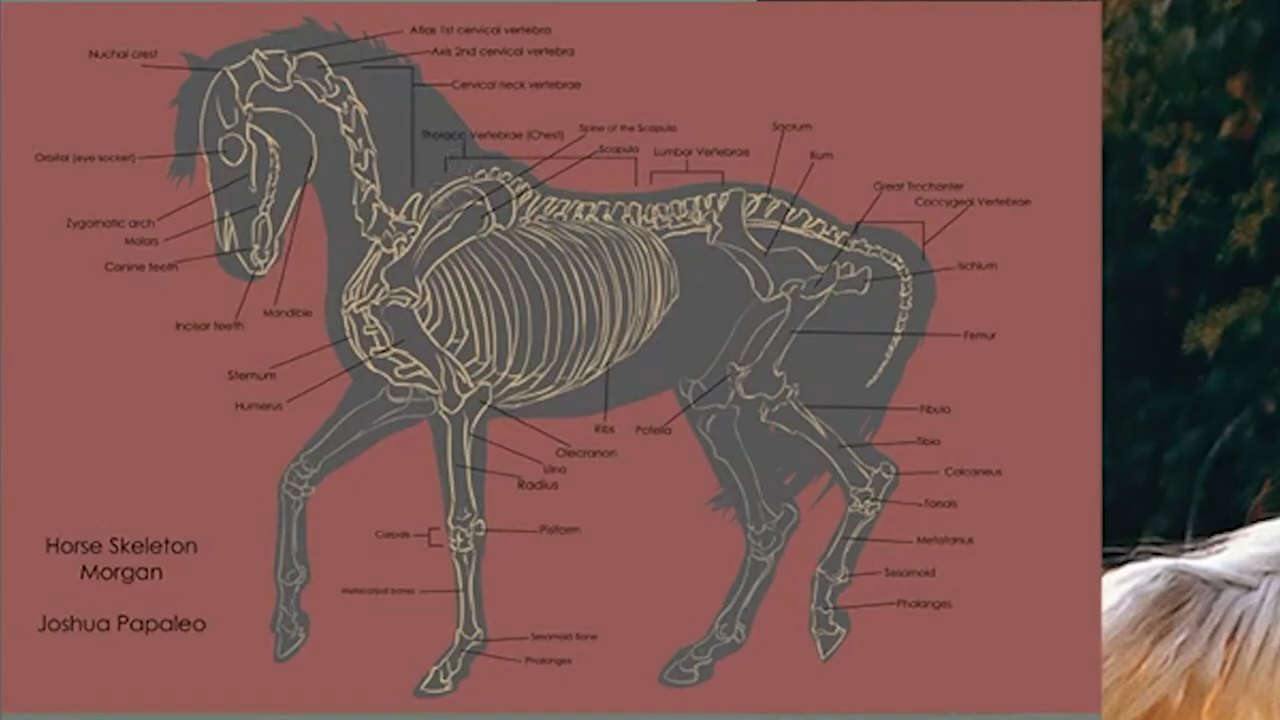 Atlas 1st cervical vertebra
Nuchal crest
Axis 2nd cervical vertebra
Cervical neck vertebrae
Thoracic Vertebrae (Chest)
Spine of the Scapula
Sacrum
Scapula
Lumbar Vertebrae
Ilium
Orbital (eye socket)
Great Trochanter
Coccygeal Vertebrae
Zygomatic arch
Molars
Canine teeth
Ischium
Mandible
Incisor teeth
Femur
Sternum
Humerus
Fibula
Ribs
Patella
Tibia
Olecranon
Ulna
Calcaneus
Radius
Tarsals
Carpals
Pisiform
Metatarsus
Horse Skeleton
Morgan
Sesamoid
Metacarpal bones
Phalanges
Joshua Papaleo
Sesamoid Bone
Phalanges